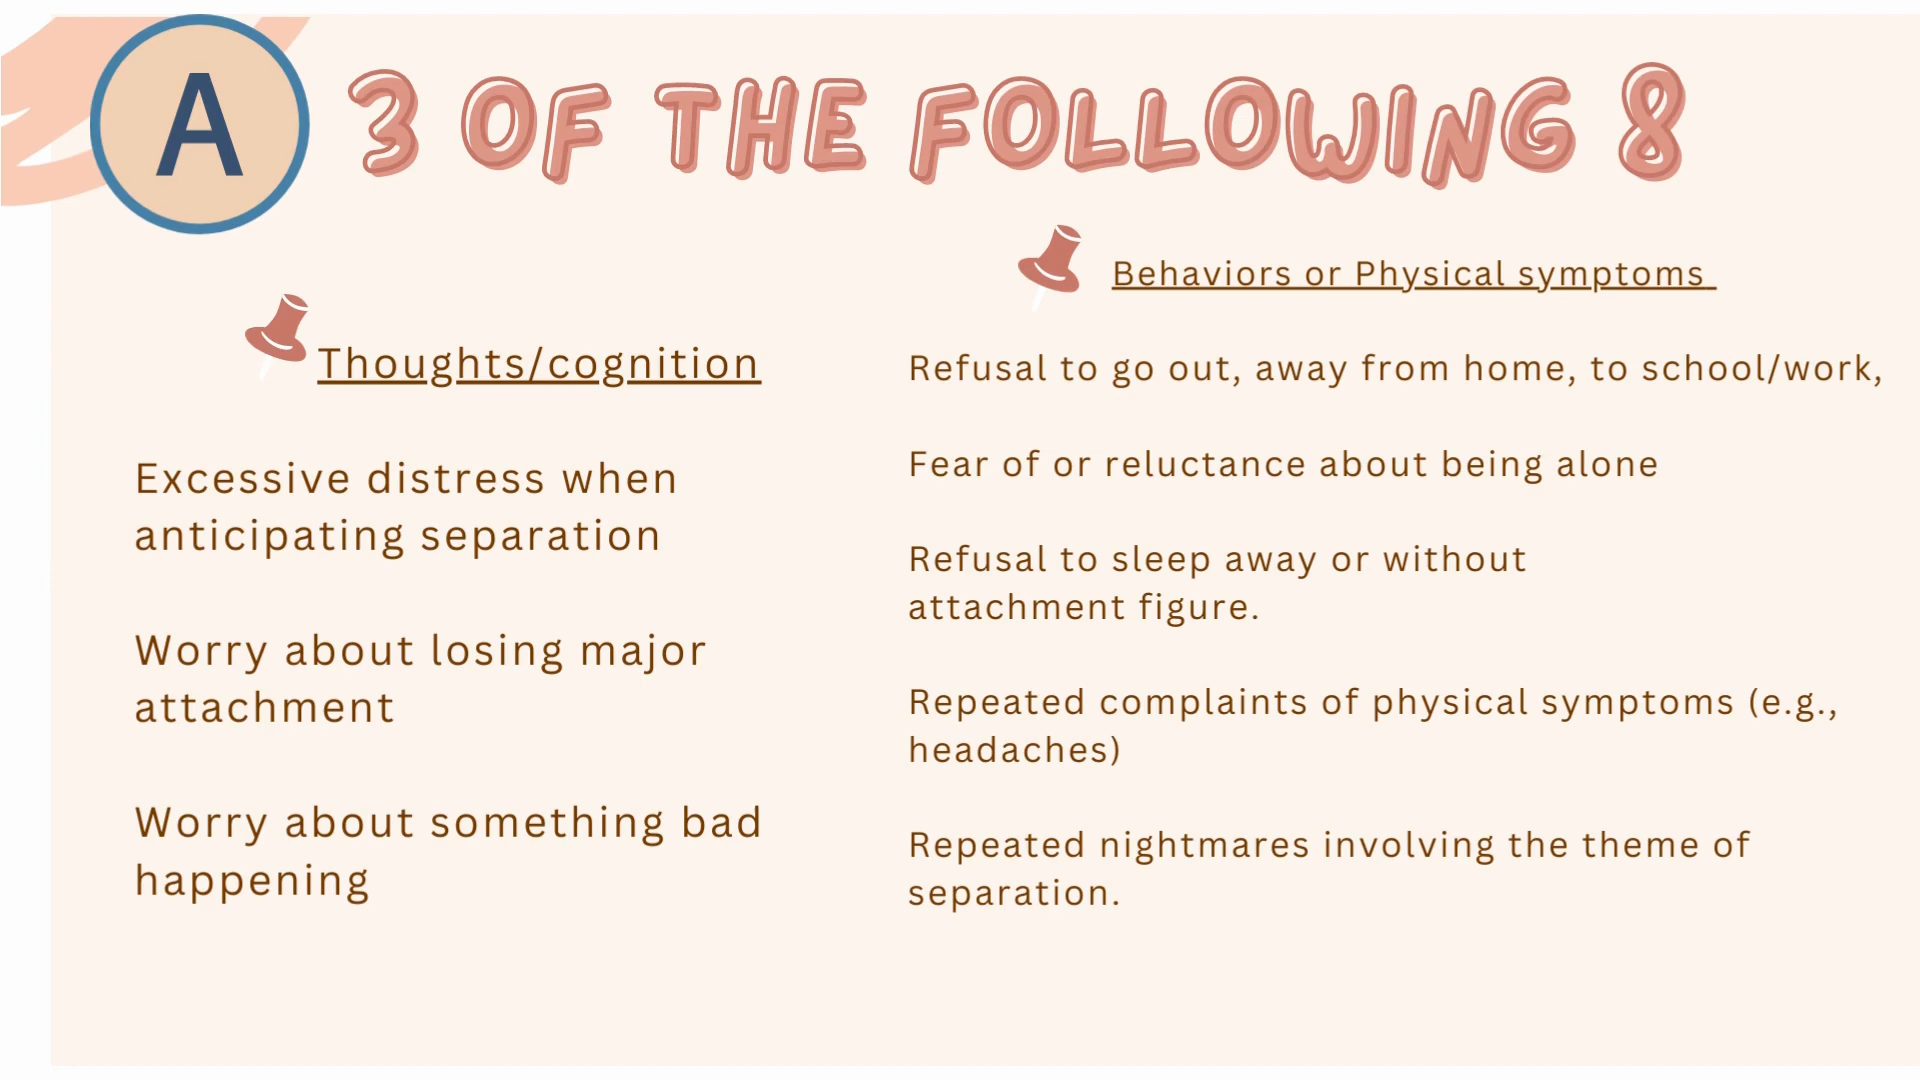 A
3 OF THE FOLLOWING 8
Thoughts/cognition
Excessive distress when
anticipating separation
Worry about losing major
attachment
Worry about something bad
happening
Behaviors or Physical symptoms
Refusal to go out, away from home, to school/work,
Fear of or reluctance about being alone
Refusal to sleep away or without
attachment figure.
Repeated complaints of physical symptoms (e.g.,
headaches)
Repeated nightmares involving the theme of
separation.